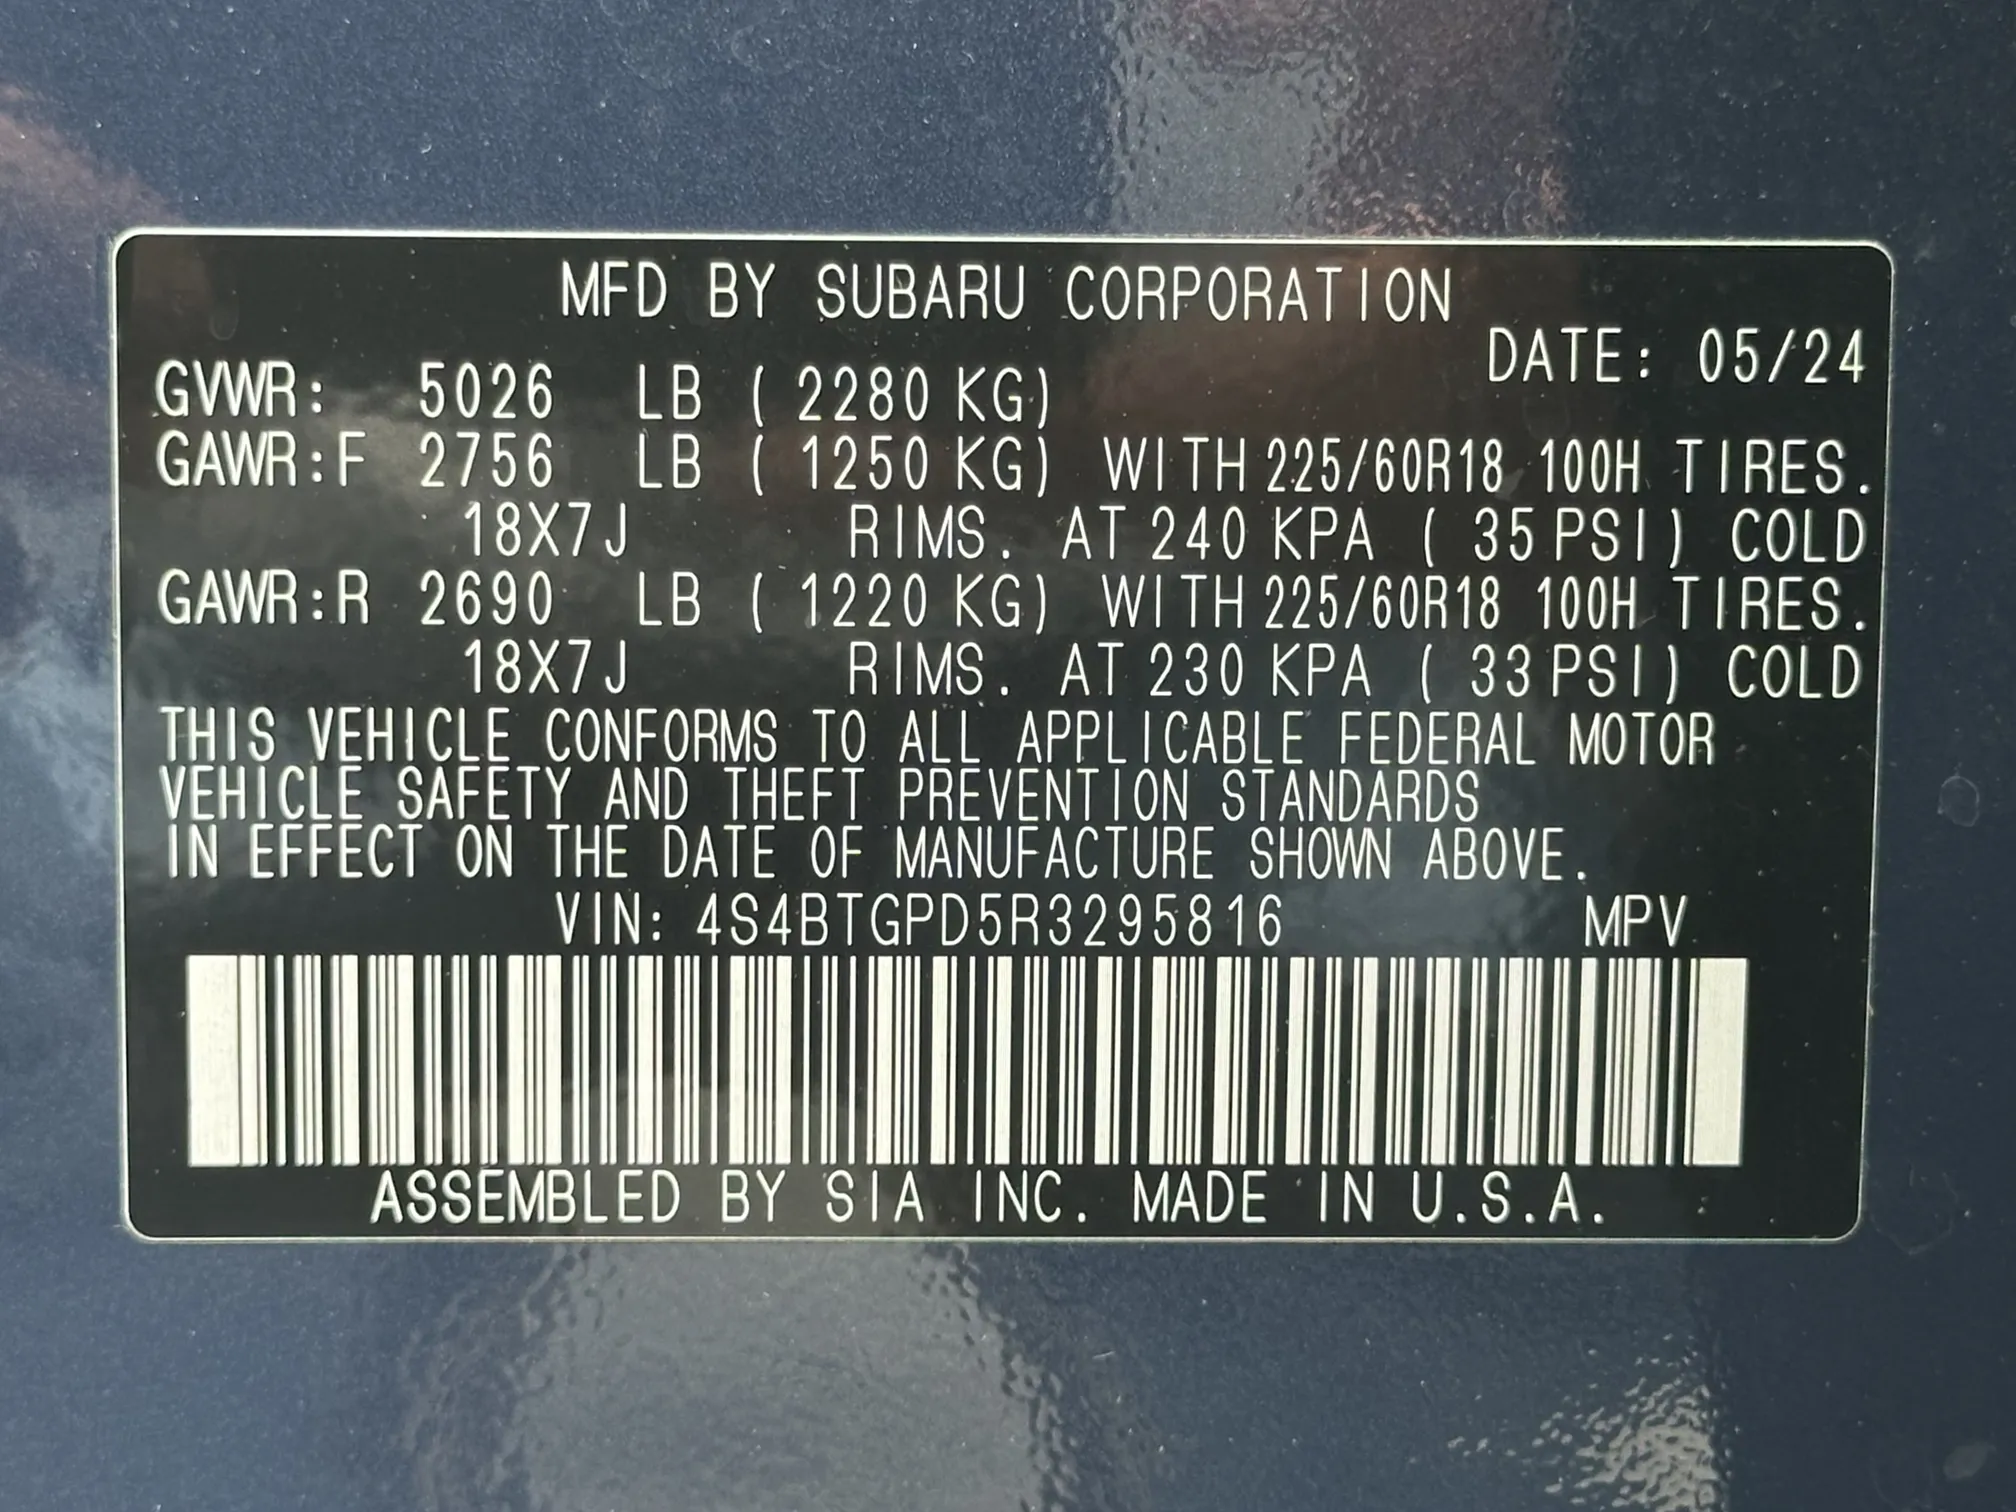 MFD BY SUBARU CORPORATION
DATE: 05/24
GVWR: 5026 LB ( 2280 KG)
GAWR:F 2756 LB ( 1250 KG) WITH 225/60R18 100H TIRES.
18X7J RIMS. AT 240 KPA ( 35 PSI) COLD
GAWR:R 2690 LB ( 1220 KG) WITH 225/60R18 100H TIRES.
18X7J RIMS. AT 230 KPA ( 33 PSI) COLD
THIS VEHICLE CONFORMS TO ALL APPLICABLE FEDERAL MOTOR
VEHICLE SAFETY AND THEFT PREVENTION STANDARDS
IN EFFECT ON THE DATE OF MANUFACTURE SHOWN ABOVE.
VIN: 4S4BTGPD5R3295816 MPV
ASSEMBLED BY SIA INC. MADE IN U.S.A.